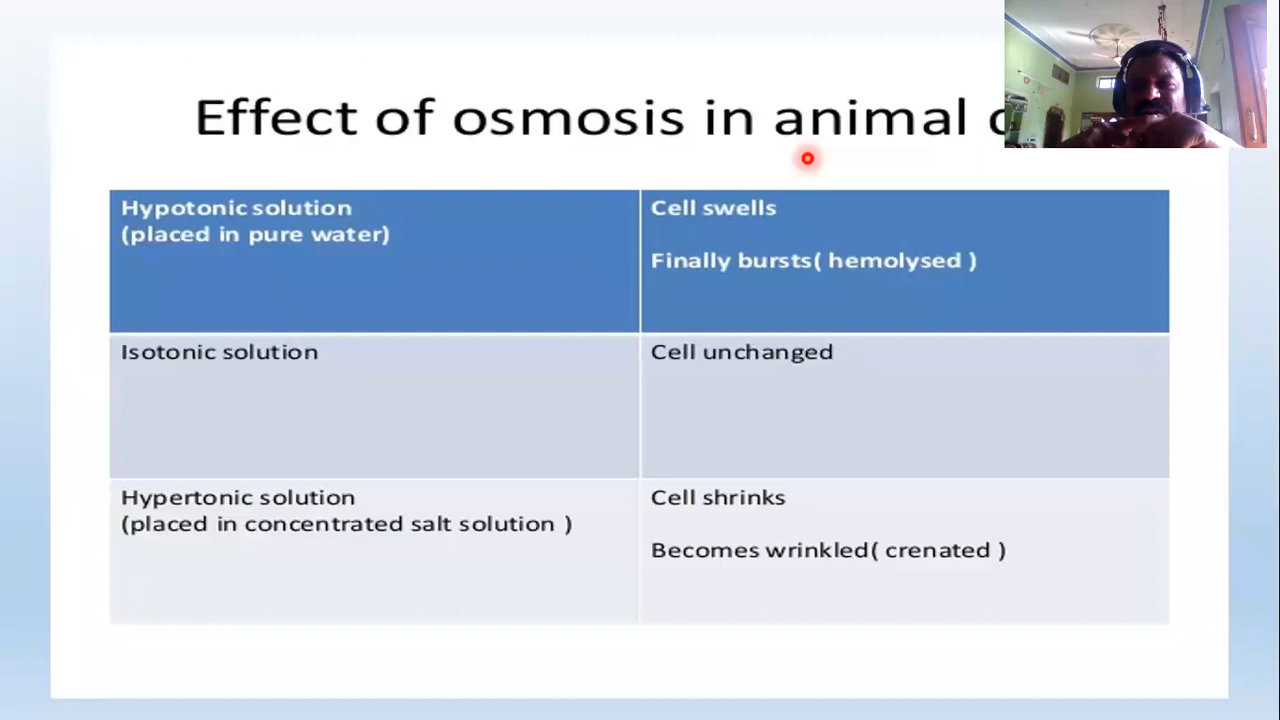 Effect of osmosis in animal
Hypotonic solution
(placed in pure water)
Cell swells
Finally bursts( hemolysed )
Isotonic solution
Cell unchanged
Hypertonic solution
(placed in concentrated salt solution )
Cell shrinks
Becomes wrinkled( crenated )